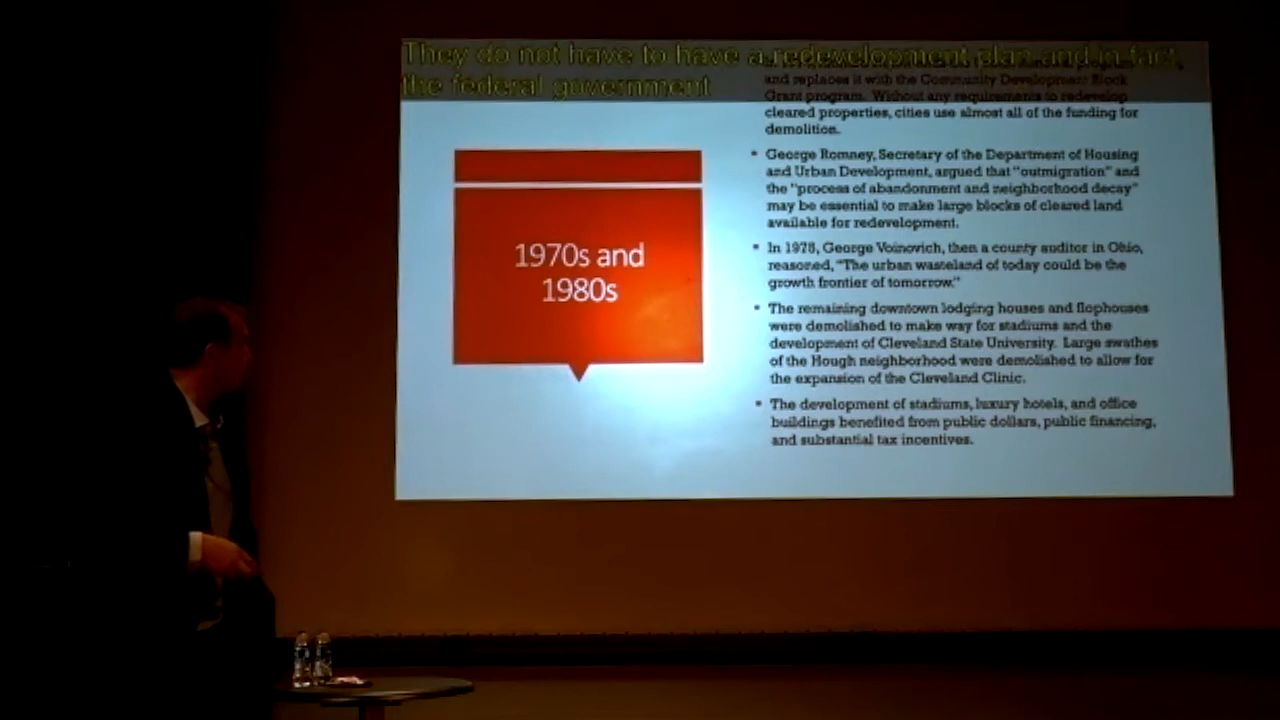 They do not have to have a redevelopment plan and in fact,
the federal government
and replaces it with the Community Development Block
Grant program. Without any requirements to redevelop
cleared properties, cities use almost all of the funding for
demolition.
1970s and
1980s
• George Romney, Secretary of the Department of Housing
and Urban Development, argued that "outmigration" and
the "process of abandonment and neighborhood decay"
may be essential to make large blocks of cleared land
available for redevelopment.
• In 1978, George Voinovich, then a county auditor in Ohio,
reasoned, "The urban wasteland of today could be the
growth frontier of tomorrow."
• The remaining downtown lodging houses and flophouses
were demolished to make way for stadiums and the
development of Cleveland State University. Large swathes
of the Hough neighborhood were demolished to allow for
the expansion of the Cleveland Clinic.
• The development of stadiums, luxury hotels, and office
buildings benefited from public dollars, public financing,
and substantial tax incentives.